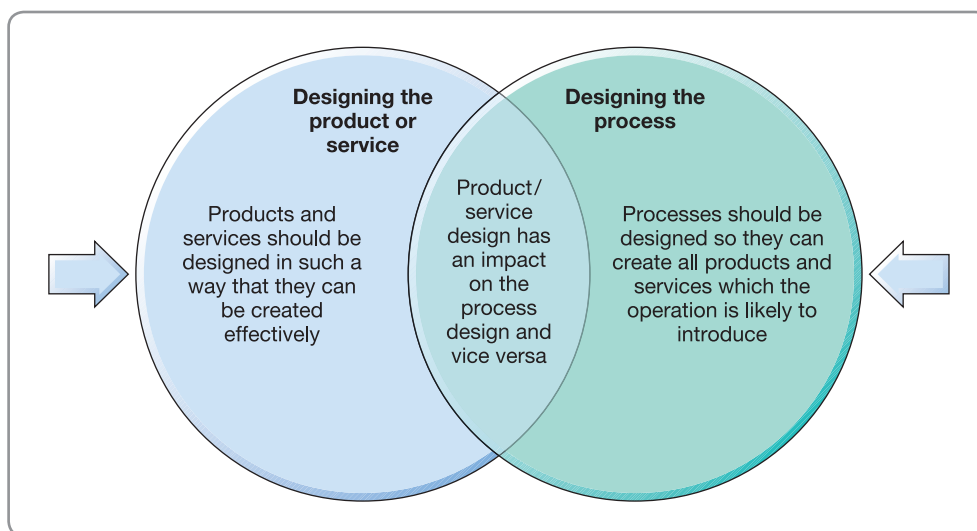 Designing the
product or
service
Products and
services should be
designed in such a
way that they can
be created
effectively
Product/
service
design has
an impact
on the
process
design and
vice versa
Designing the
process
Processes should be
designed so they can
create all products and
services which the
operation is likely to
introduce